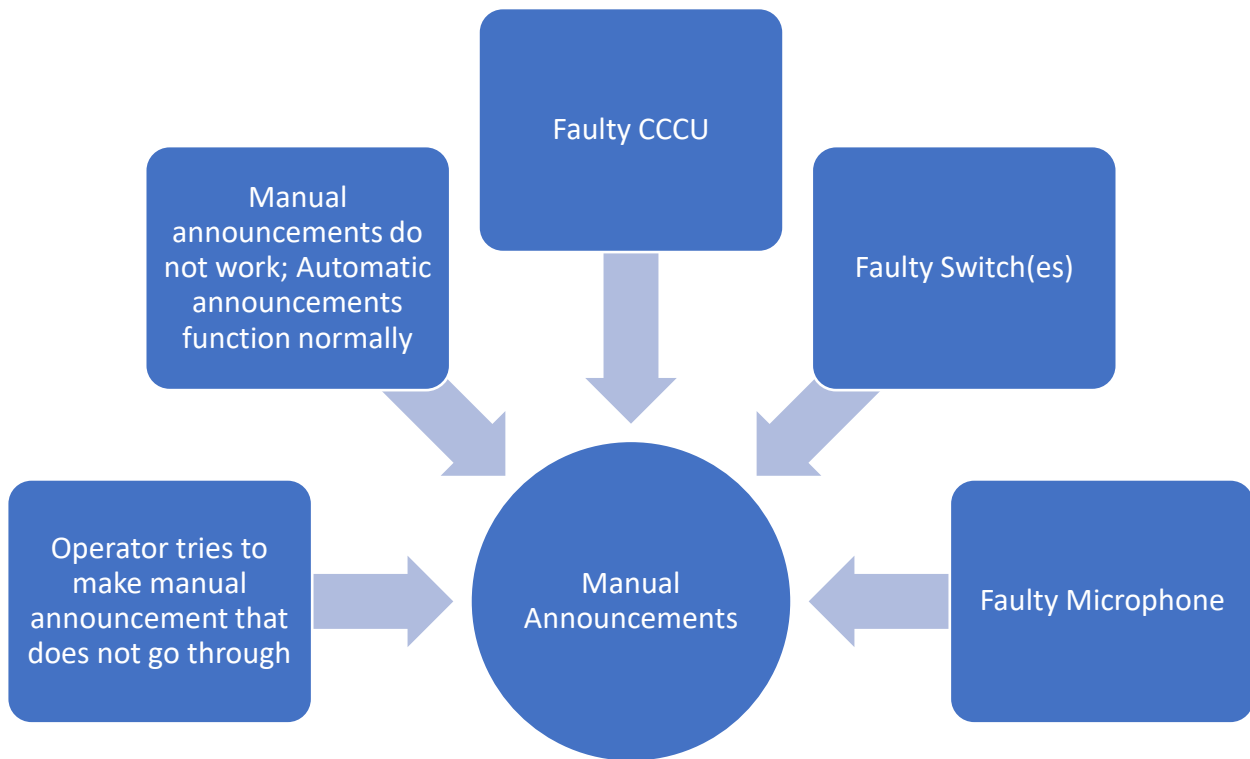 Faulty CCCU
Manual
announcements do
not work; Automatic
announcements
function normally
Faulty Switch(es)
Operator tries to
make manual
announcement that
does not go through
Manual
Announcements
Faulty Microphone